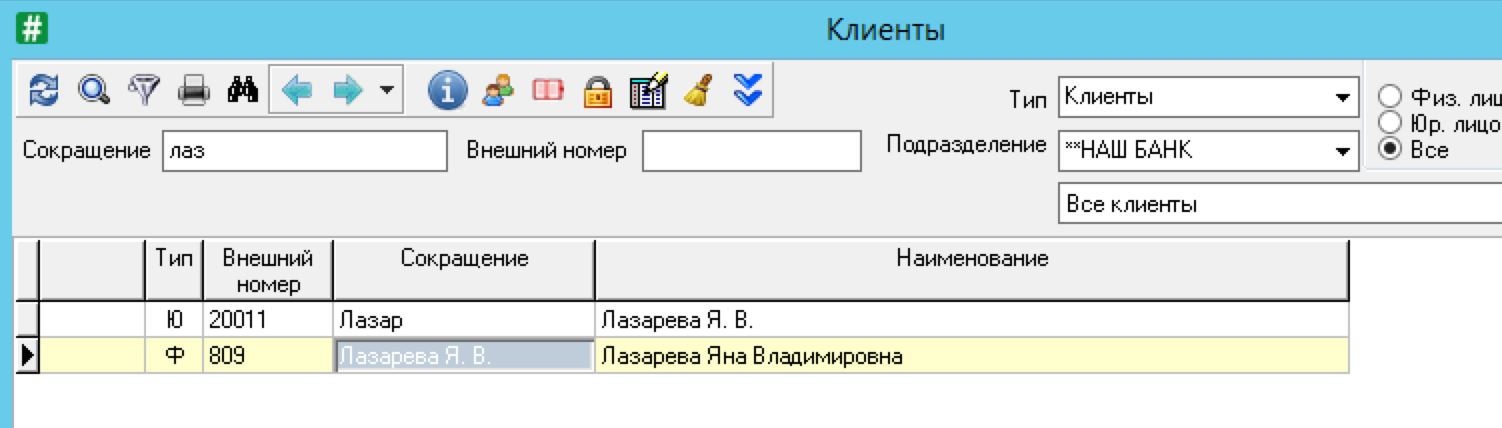 #
Клиенты
Тип Клиенты
Физ. лиц
Юр. лицо
Все
Сокращение лаз Внешний номер Подразделение **НАШ БАНК
Все клиенты
Тип Внешний номер Сокращение Наименование
Ю 20011 Лазар Лазарева Я. В.
Ф 809 Лазарева Я. В. Лазарева Яна Владимировна